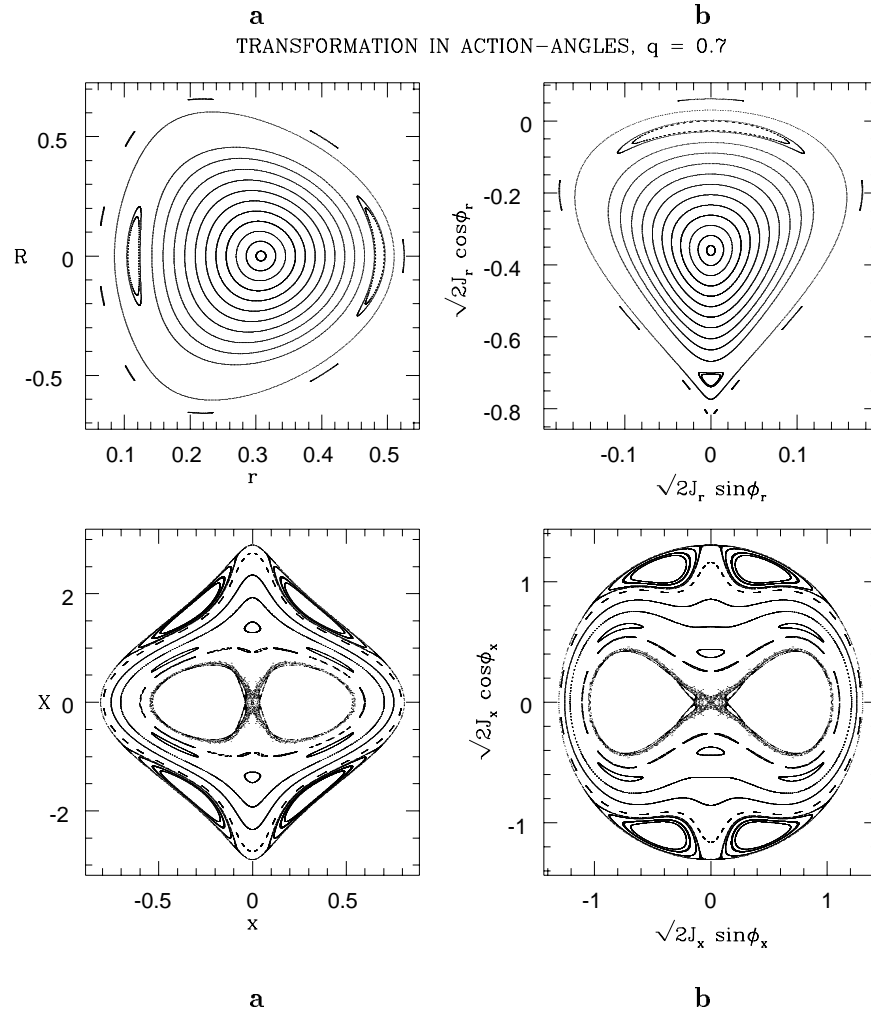 a b
TRANSFORMATION IN ACTION-ANGLES, q = 0.7
0.5
0
-0.5
R
0.1 0.2 0.3 0.4 0.5
r
0
-0.2
-0.4
-0.6
-0.8
√2J_r cosϕ_r
-0.1 0 0.1
√2J_r sinϕ_r
2
0
-2
X
-0.5 0 0.5
x
1
0
-1
√2J_x cosϕ_x
-1 0 1
√2J_x sinϕ_x
a b